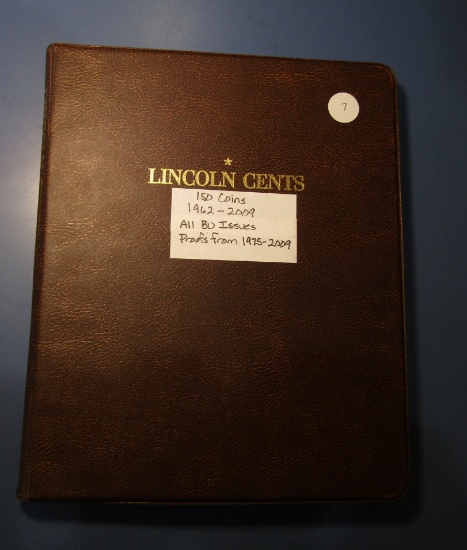 7
LINCOLN CENTS
150 Coins
1962-2009
All BU Issues
Proofs from 1975-2009